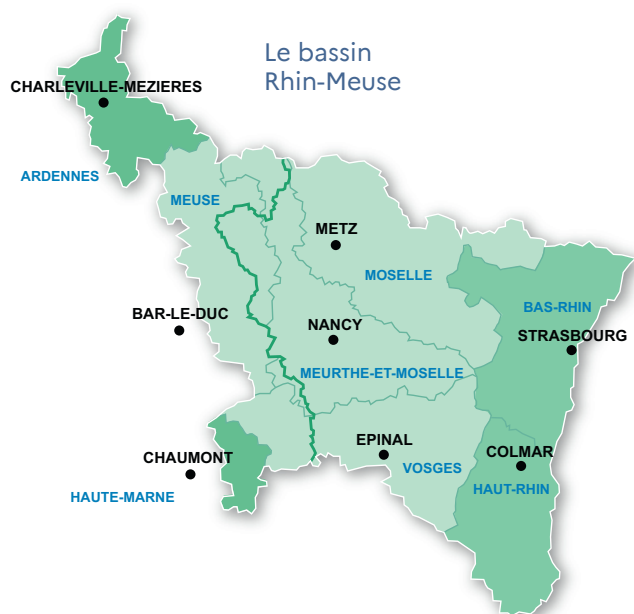 Le bassin
Rhin-Meuse
CHARLEVILLE-MEZIERES
ARDENNES
MEUSE
METZ
MOSELLE
BAS-RHIN
BAR-LE-DUC
NANCY
STRASBOURG
MEURTHE-ET-MOSELLE
EPINAL
CHAUMONT
VOSGES
COLMAR
HAUTE-MARNE
HAUT-RHIN